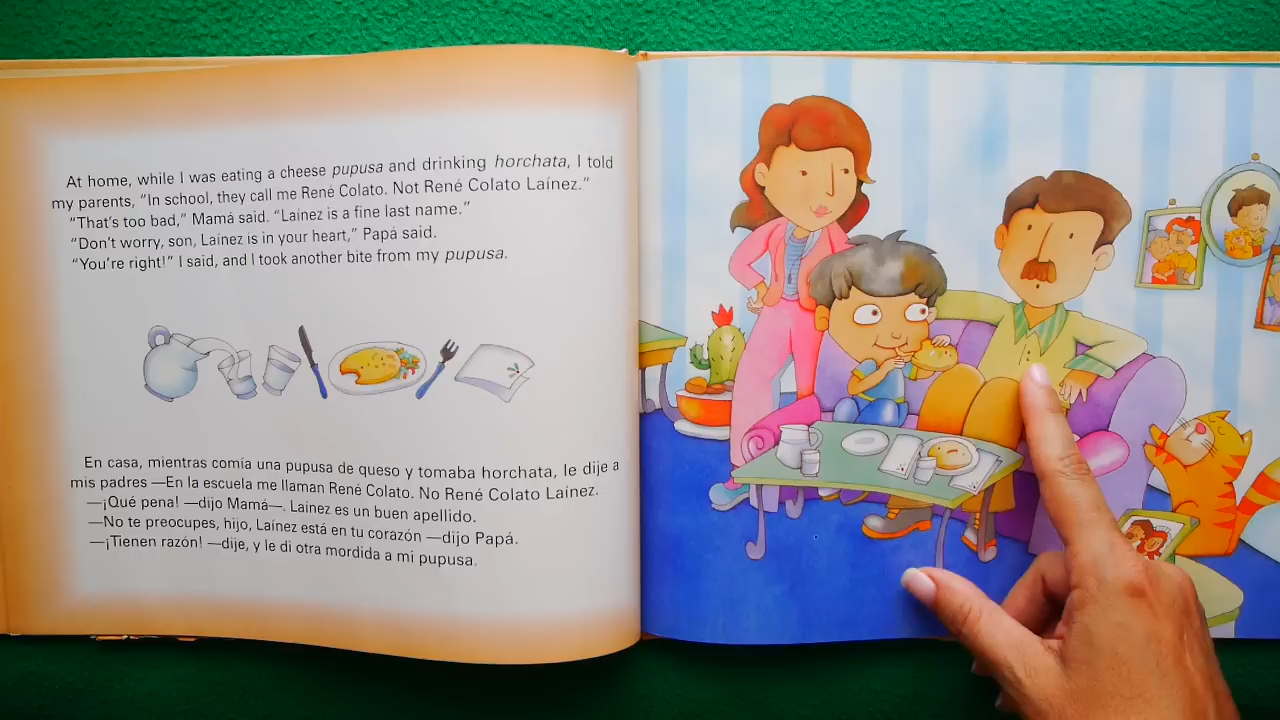 At home, while I was eating a cheese pupusa and drinking horchata, I told
my parents, “In school, they call me René Colato. Not René Colato Laínez.”
“That’s too bad,” Mamá said. “Laínez is a fine last name.”
“Don’t worry, son, Laínez is in your heart,” Papá said.
“You’re right!” I said, and I took another bite from my pupusa.
En casa, mientras comía una pupusa de queso y tomaba horchata, le dije a
mis padres —En la escuela me llaman René Colato. No René Colato Laínez.
—¡Qué pena! —dijo Mamá—. Laínez es un buen apellido.
—No te preocupes, hijo, Laínez está en tu corazón —dijo Papá.
—¡Tienen razón! —dije, y le di otra mordida a mi pupusa.